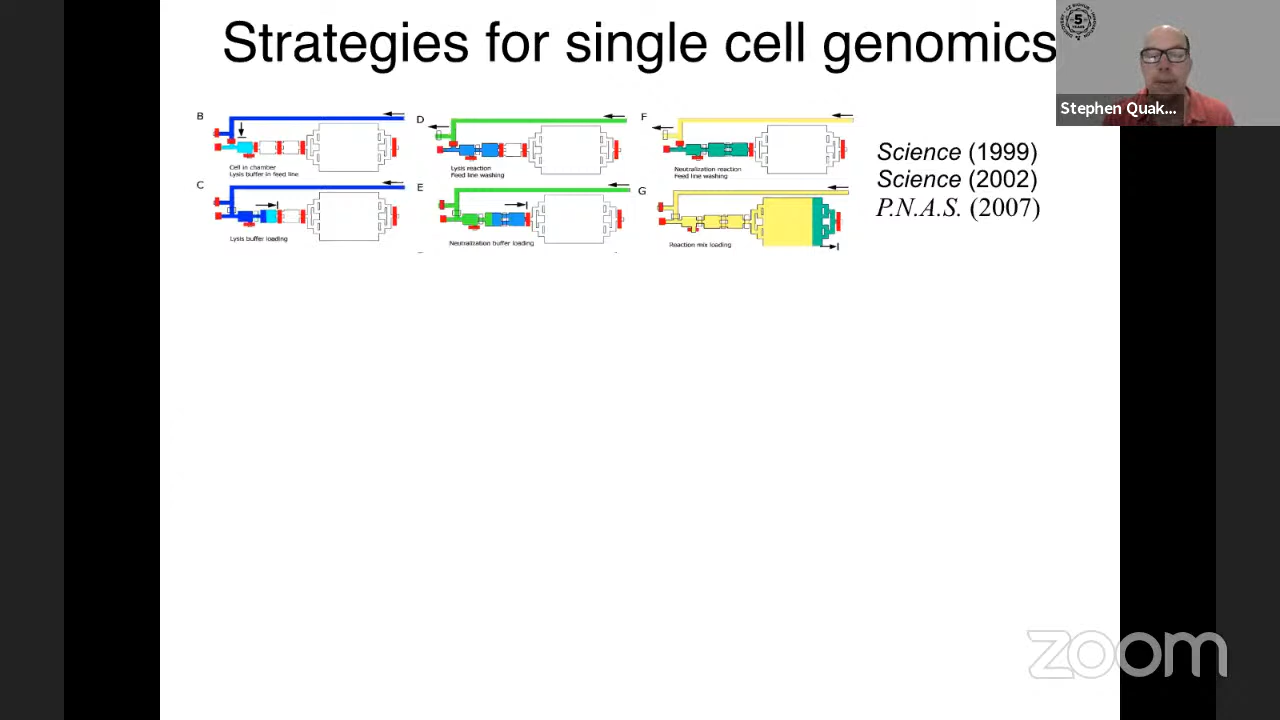 Strategies for single cell genomics
5
Stephen Quak...
B
Cell in chamber
Lysis buffer in feed line
D
Lysis reaction
Feed line washing
F
Neutralization reaction
Feed line washing
Science (1999)
Science (2002)
P.N.A.S. (2007)
C
Lysis buffer loading
E
Neutralization buffer loading
G
Reaction mix loading
zoom